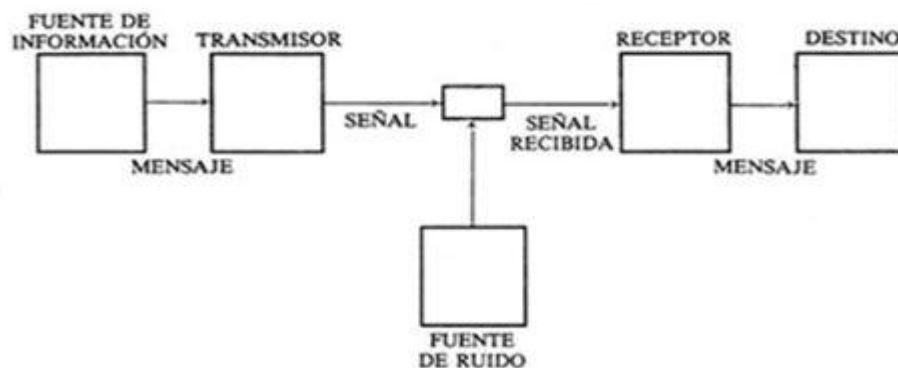 FUENTE DE
INFORMACIÓN
TRANSMISOR
RECEPTOR
DESTINO
SEÑAL
SEÑAL
RECIBIDA
MENSAJE
MENSAJE
FUENTE
DE RUIDO